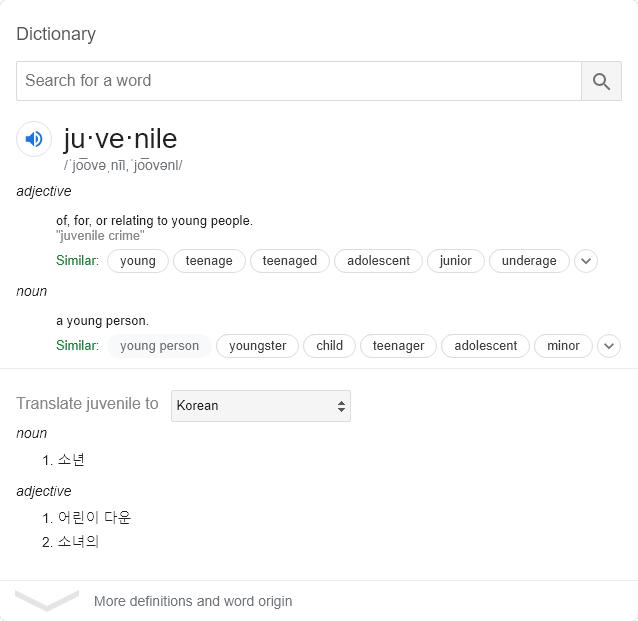 Dictionary
Search for a word
ju·ve·nile
/ˈjo͞ovəˌnīl,ˈjo͞ovənl/
adjective
of, for, or relating to young people.
"juvenile crime"
Similar: young teenage teenaged adolescent junior underage
noun
a young person.
Similar: young person youngster child teenager adolescent minor
Translate juvenile to Korean
noun
1. 소년
adjective
1. 어린이 다운
2. 소녀의
More definitions and word origin